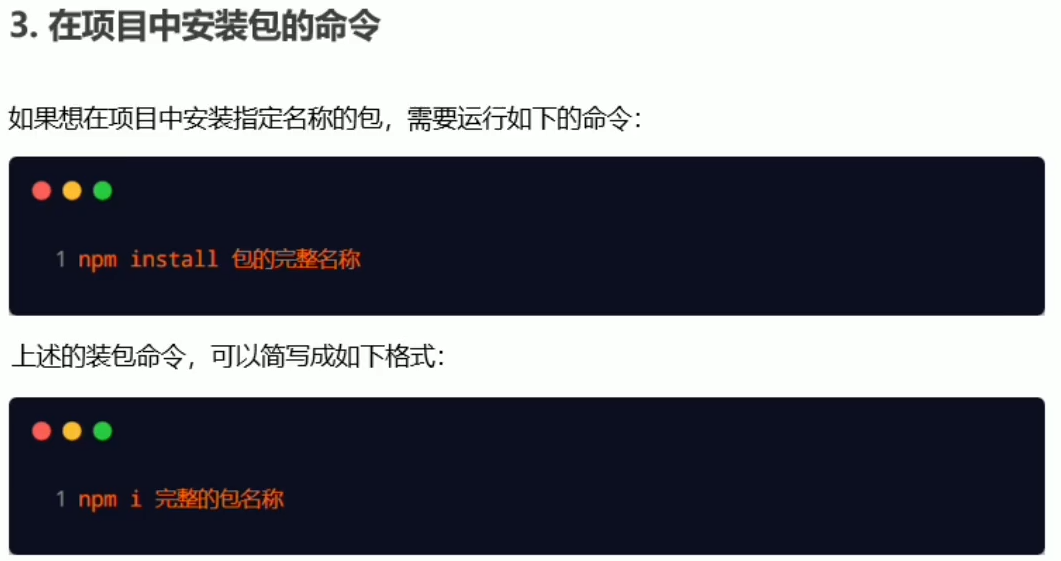 3. 在项目中安装包的命令
如果想在项目中安装指定名称的包，需要运行如下的命令：
1 npm install 包的完整名称
上述的装包命令，可以简写成如下格式：
1 npm i 完整的包名称